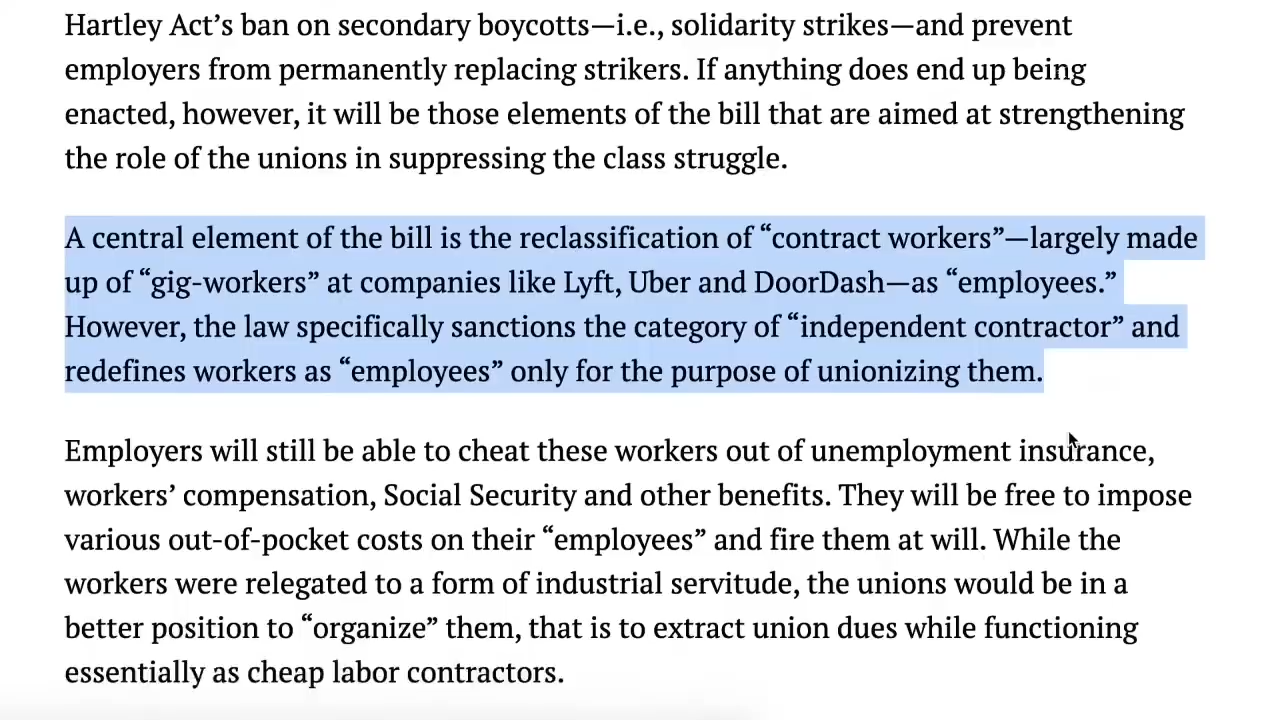 Hartley Act’s ban on secondary boycotts—i.e., solidarity strikes—and prevent
employers from permanently replacing strikers. If anything does end up being
enacted, however, it will be those elements of the bill that are aimed at strengthening
the role of the unions in suppressing the class struggle.
A central element of the bill is the reclassification of “contract workers”—largely made
up of “gig-workers” at companies like Lyft, Uber and DoorDash—as “employees.”
However, the law specifically sanctions the category of “independent contractor” and
redefines workers as “employees” only for the purpose of unionizing them.
Employers will still be able to cheat these workers out of unemployment insurance,
workers’ compensation, Social Security and other benefits. They will be free to impose
various out-of-pocket costs on their “employees” and fire them at will. While the
workers were relegated to a form of industrial servitude, the unions would be in a
better position to “organize” them, that is to extract union dues while functioning
essentially as cheap labor contractors.